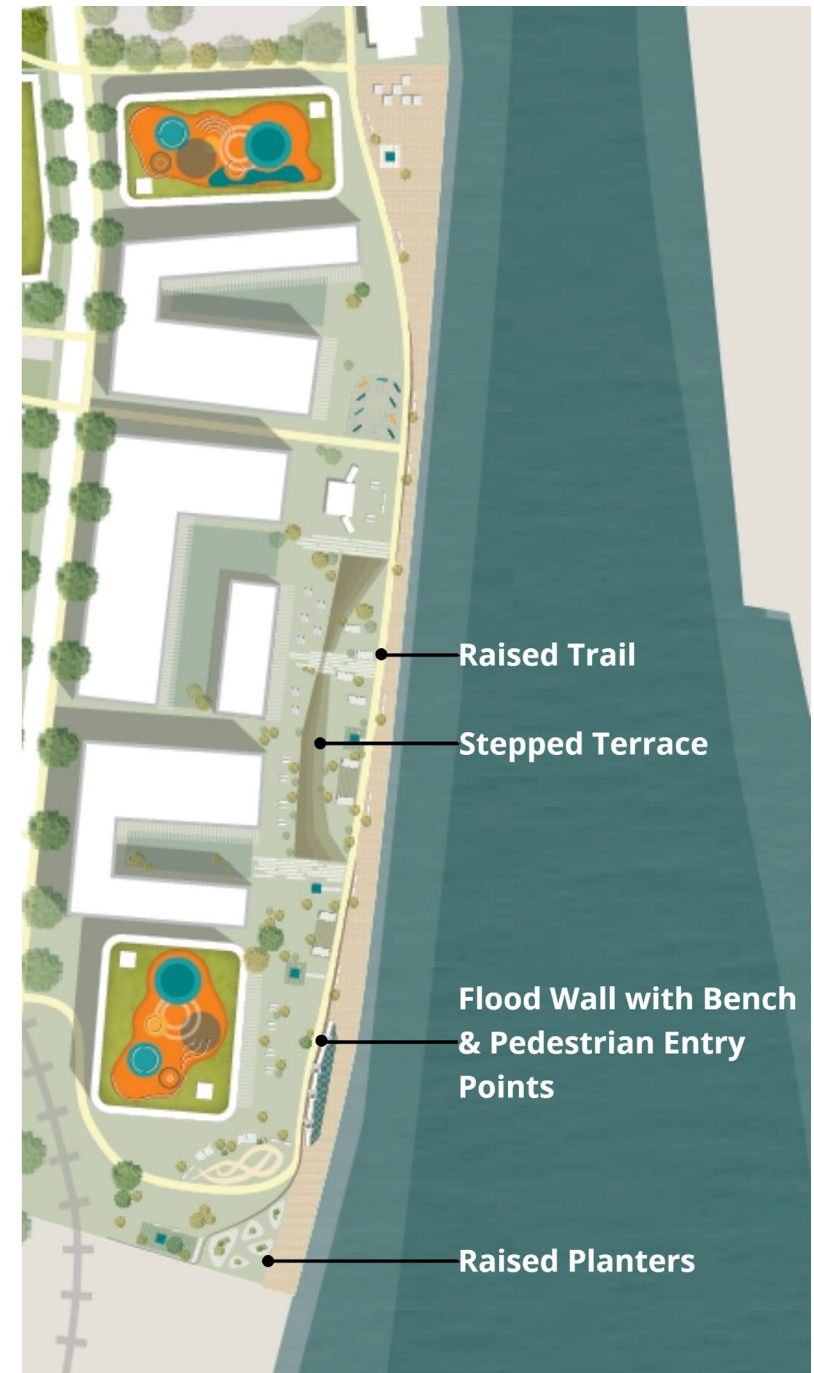 Raised Trail
Stepped Terrace
Flood Wall with Bench
& Pedestrian Entry
Points
Raised Planters